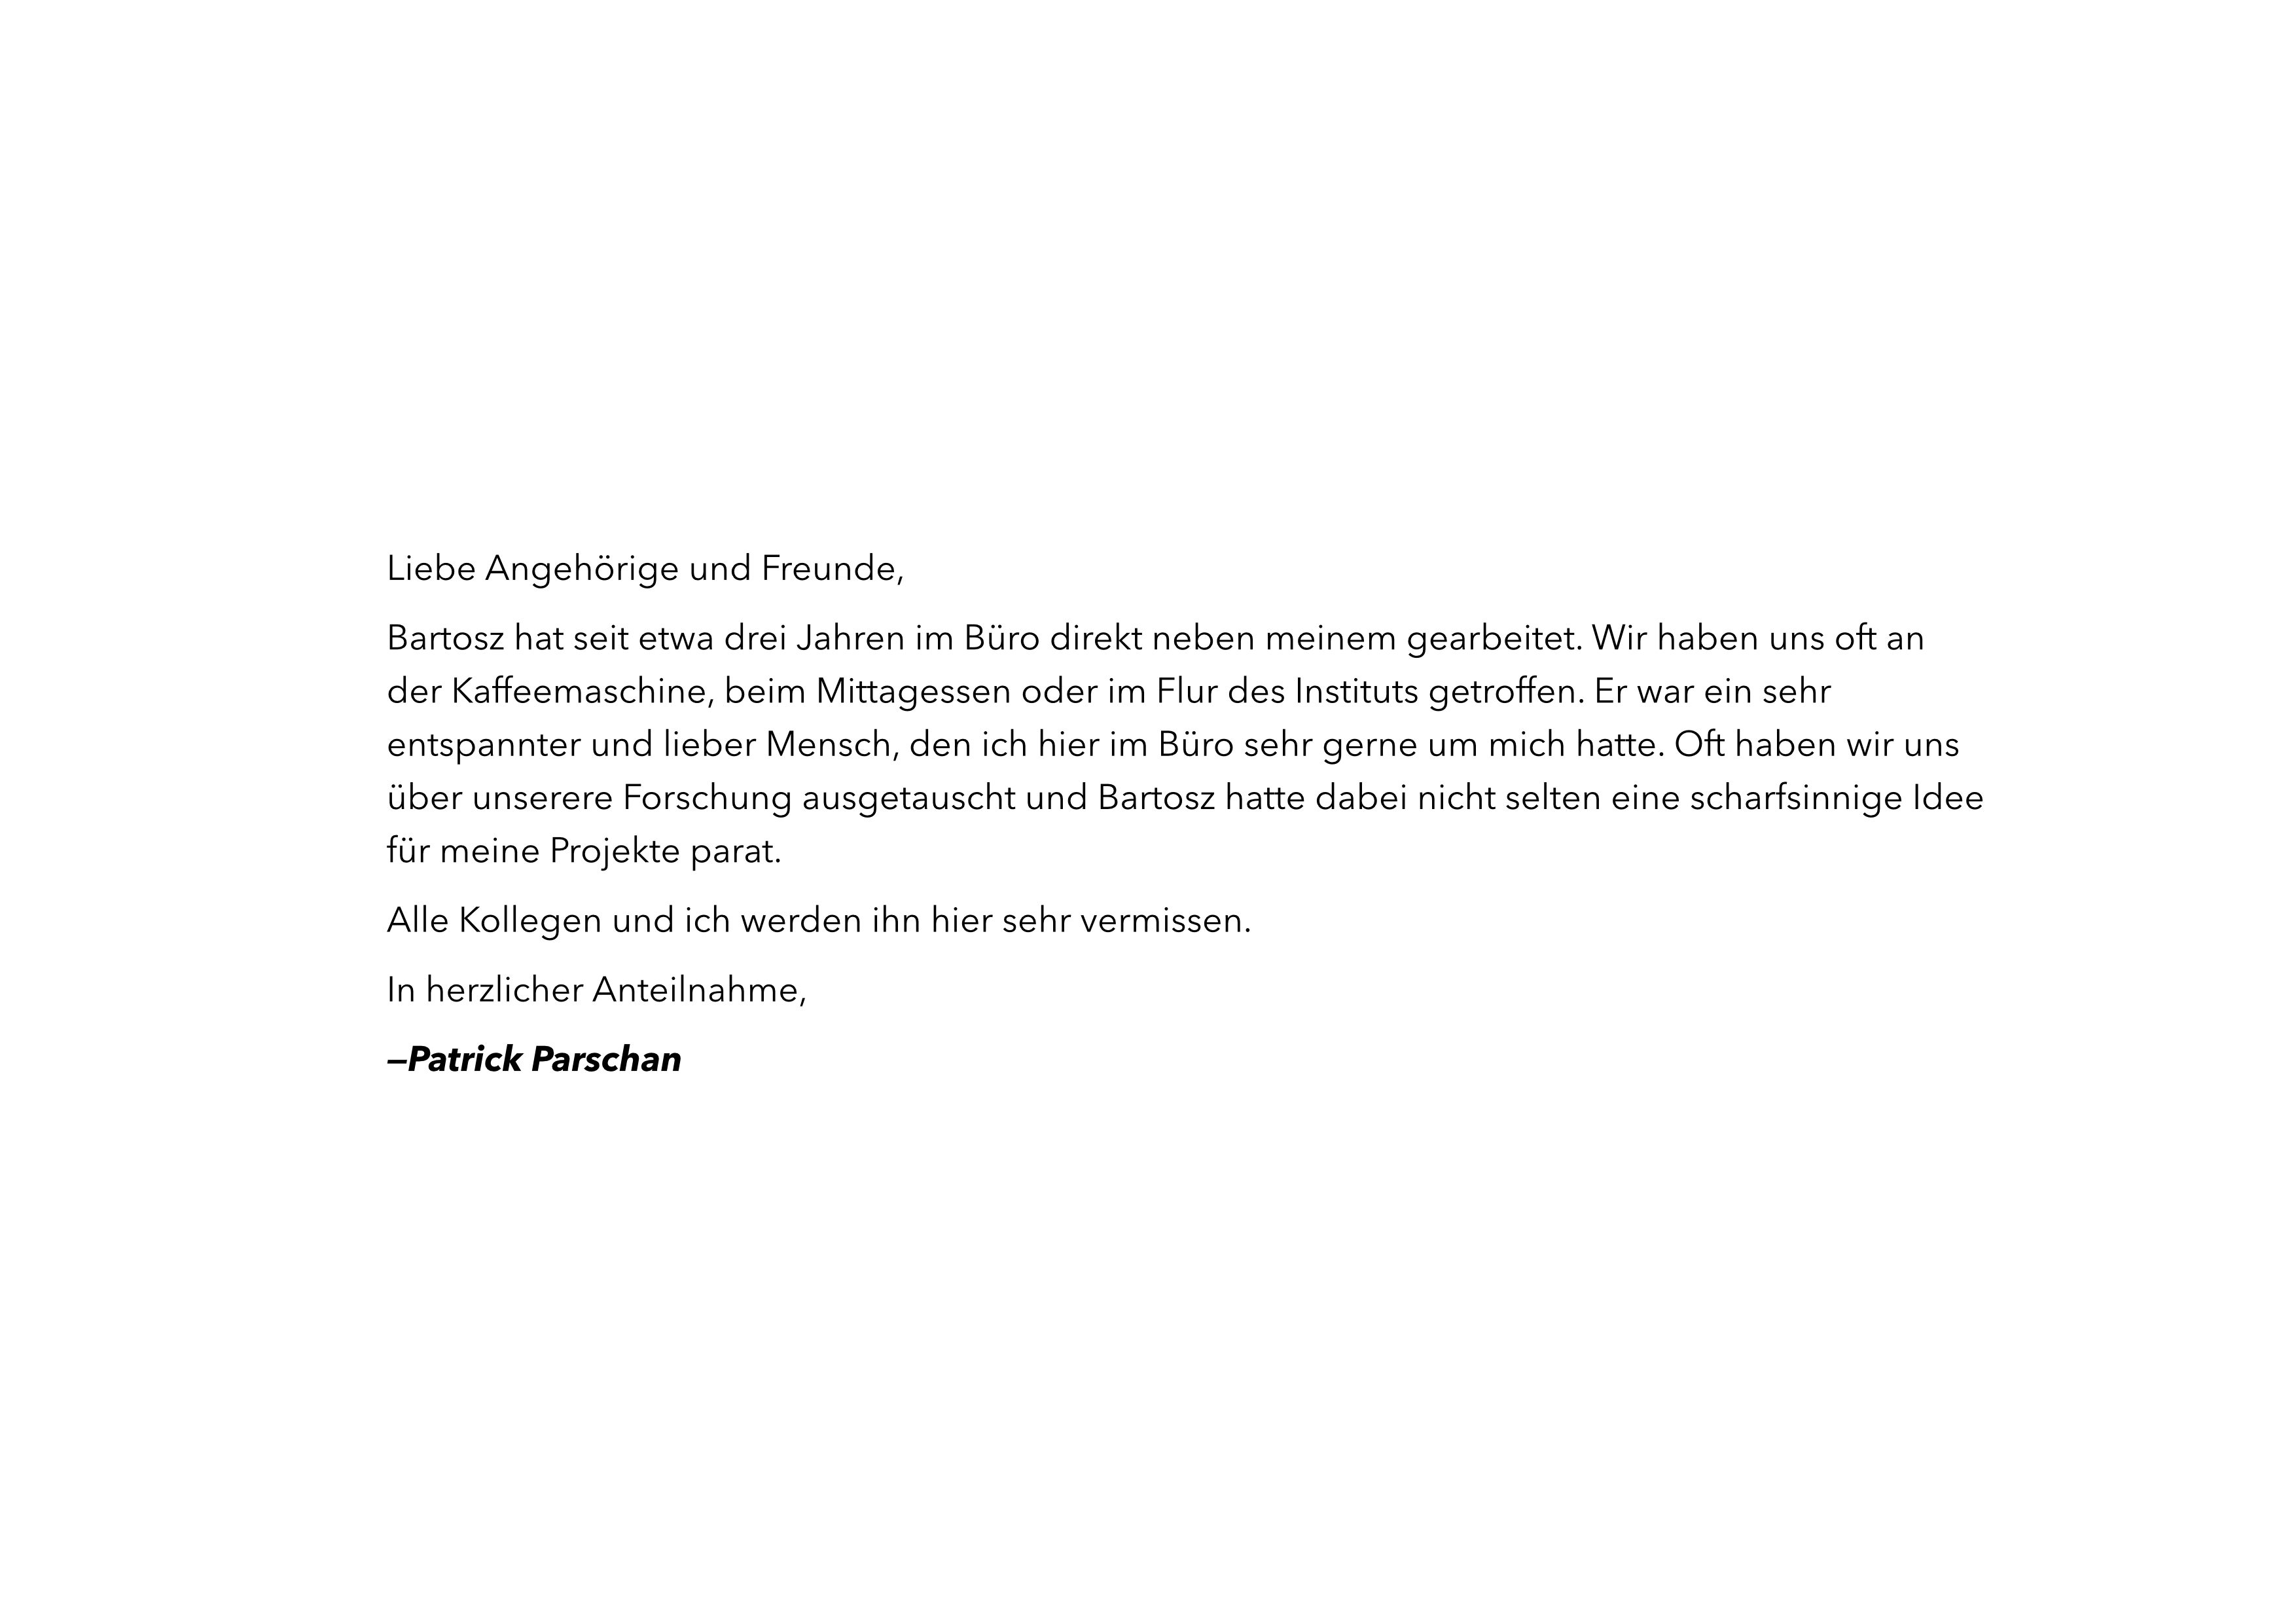 Liebe Angehörige und Freunde,
Bartosz hat seit etwa drei Jahren im Büro direkt neben meinem gearbeitet. Wir haben uns oft an
der Kaffeemaschine, beim Mittagessen oder im Flur des Instituts getroffen. Er war ein sehr
entspannter und lieber Mensch, den ich hier im Büro sehr gerne um mich hatte. Oft haben wir uns
über unserere Forschung ausgetauscht und Bartosz hatte dabei nicht selten eine scharfsinnige Idee
für meine Projekte parat.
Alle Kollegen und ich werden ihn hier sehr vermissen.
In herzlicher Anteilnahme,
–Patrick Parschan